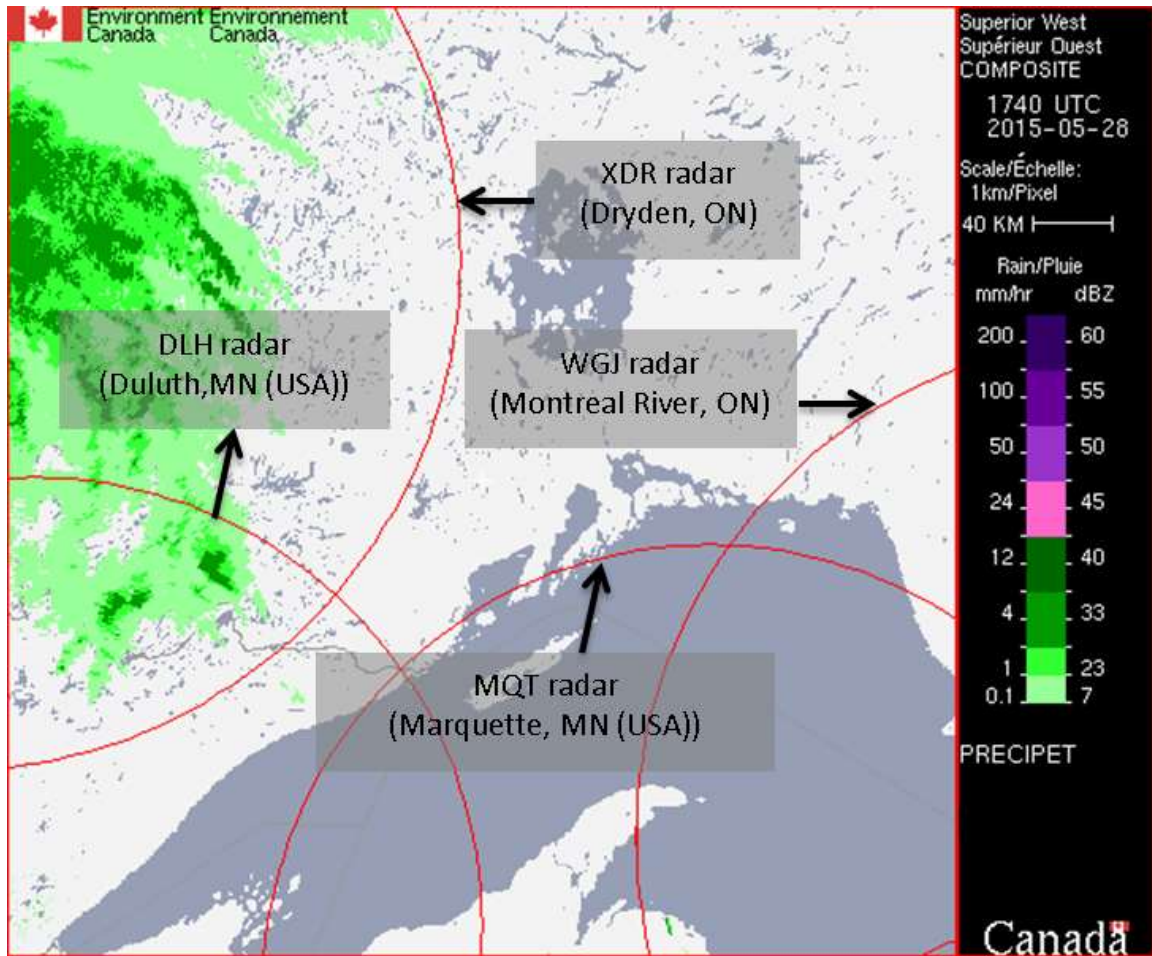 Environment Environnement
Canada Canada
XDR radar
(Dryden, ON)
DLH radar
(Duluth,MN (USA))
WGJ radar
(Montreal River, ON)
MQT radar
(Marquette, MN (USA))
Superior West
Supérieur Ouest
COMPOSITE
1740 UTC
2015-05-28
Scale/Échelle:
1km/Pixel
40 KM
Rain/Pluie
mm/hr dBZ
200 60
100 55
50 50
24 45
12 40
4 33
1 23
0.1 7
PRECIPET
Canada